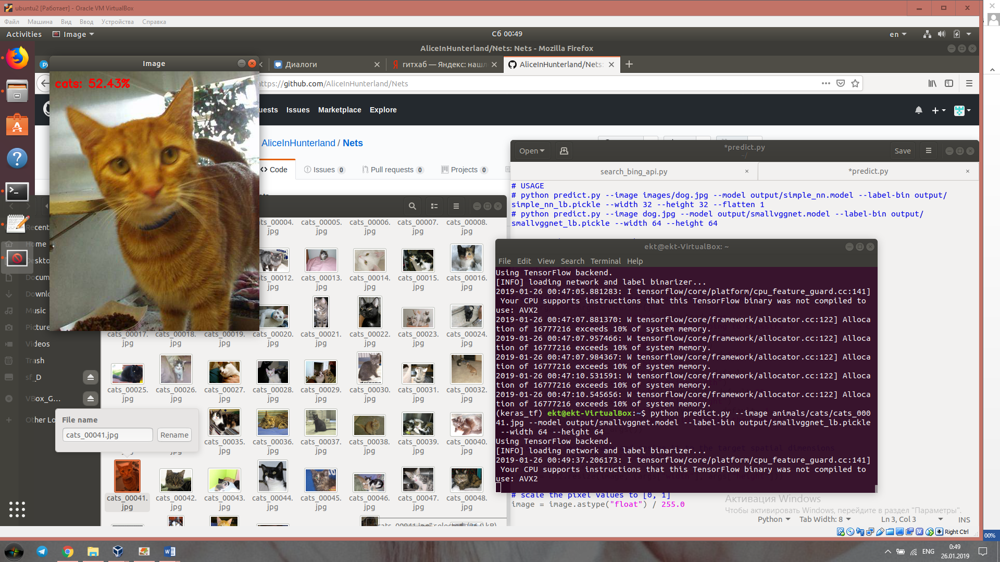 ubuntu2 [Работает] - Oracle VM VirtualBox
Файл Машина Вид Ввод Устройства Справка
Activities Image Сб 00:49 en
AliceInHunterland/Nets: Nets - Mozilla Firefox
Image
Диалоги
гитхаб — Яндекс: наш
AliceInHunterland/Nets:
cats: 52.43%
https://github.com/AliceInHunterland/Nets
Issues Marketplace Explore
AliceInHunterland / Nets
Code Issues 0 Pull requests 0 Projects 0
Open *predict.py Save
~/
search_bing_api.py *predict.py
# USAGE
# python predict.py --image images/dog.jpg --model output/simple_nn.model --label-bin output/
simple_nn_lb.pickle --width 32 --height 32 --flatten 1
# python predict.py --image dog.jpg --model output/smallvggnet.model --label-bin output/
smallvggnet_lb.pickle --width 64 --height 64
ekt@ekt-VirtualBox: ~
File Edit View Search Terminal Help
Using TensorFlow backend.
[INFO] loading network and label binarizer...
2019-01-26 00:47:05.881283: I tensorflow/core/platform/cpu_feature_guard.cc:141]
Your CPU supports instructions that this TensorFlow binary was not compiled to
use: AVX2
2019-01-26 00:47:07.881370: W tensorflow/core/framework/allocator.cc:122] Alloca
tion of 16777216 exceeds 10% of system memory.
2019-01-26 00:47:07.957466: W tensorflow/core/framework/allocator.cc:122] Alloca
tion of 16777216 exceeds 10% of system memory.
2019-01-26 00:47:07.984367: W tensorflow/core/framework/allocator.cc:122] Alloca
tion of 16777216 exceeds 10% of system memory.
2019-01-26 00:47:10.531591: W tensorflow/core/framework/allocator.cc:122] Alloca
tion of 16777216 exceeds 10% of system memory.
2019-01-26 00:47:10.545656: W tensorflow/core/framework/allocator.cc:122] Alloca
tion of 16777216 exceeds 10% of system memory.
(keras_tf) ekt@ekt-VirtualBox:~$ python predict.py --image animals/cats/cats_000
41.jpg --model output/smallvggnet.model --label-bin output/smallvggnet_lb.pickle
--width 64 --height 64
Using TensorFlow backend.
[INFO] loading network and label binarizer...
2019-01-26 00:49:37.206173: I tensorflow/core/platform/cpu_feature_guard.cc:141]
Your CPU supports instructions that this TensorFlow binary was not compiled to
use: AVX2
# scale the pixel values to [0, 1]
image = image.astype("float") / 255.0
Активация Windows
Чтобы активировать Windows, перейдите в раздел "Параметры".
Python Tab Width: 8 Ln 3, Col 3 INS
Right Ctrl
Recent
Home
Deskto
Docum
Downlo
Music
Picture
Videos
Trash
sf_D
VBox_G...
Other Lo
cats_00004.jpg cats_00005.jpg cats_00006.jpg cats_00007.jpg cats_00008.jpg
cats_00012.jpg cats_00013.jpg cats_00014.jpg cats_00015.jpg cats_00016.jpg
cats_00017.jpg cats_00018.jpg cats_00019.jpg cats_00020.jpg cats_00021.jpg cats_00022.jpg cats_00023.jpg cats_00024.jpg
cats_00025.jpg cats_00026.jpg cats_00027.jpg cats_00028.jpg cats_00029.jpg cats_00030.jpg cats_00031.jpg cats_00032.jpg
File name
cats_00041.jpg Rename
cats_00035.jpg cats_00036.jpg cats_00037.jpg cats_00038.jpg cats_00039.jpg cats_00040.jpg
cats_00041.jpg cats_00042.jpg cats_00043.jpg cats_00044.jpg cats_00045.jpg cats_00046.jpg cats_00047.jpg cats_00048.jpg
00%
ENG
0:49
26.01.2019